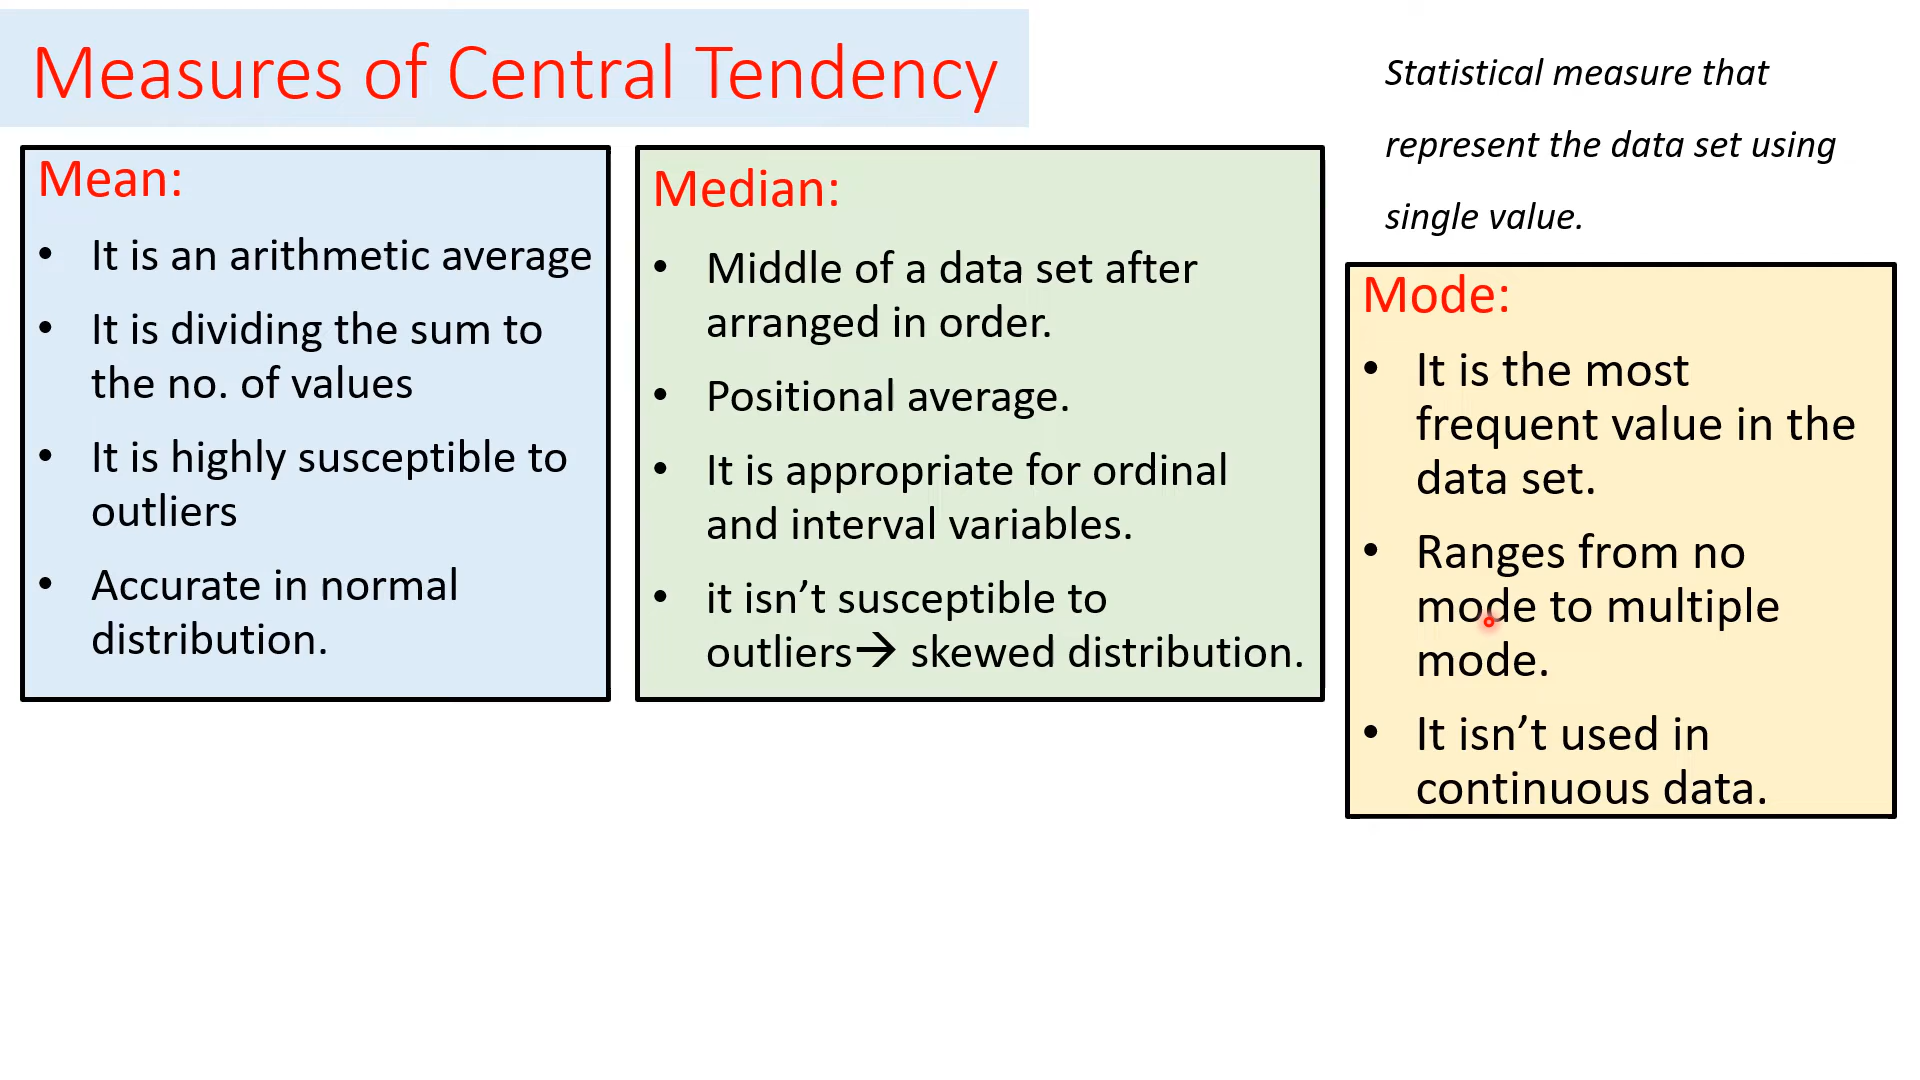 Measures of Central Tendency
Statistical measure that
represent the data set using
single value.
Mean:
• It is an arithmetic average
• It is dividing the sum to
the no. of values
• It is highly susceptible to
outliers
• Accurate in normal
distribution.
Median:
• Middle of a data set after
arranged in order.
• Positional average.
• It is appropriate for ordinal
and interval variables.
• it isn’t susceptible to
outliers→ skewed distribution.
Mode:
• It is the most
frequent value in the
data set.
• Ranges from no
mode to multiple
mode.
• It isn’t used in
continuous data.